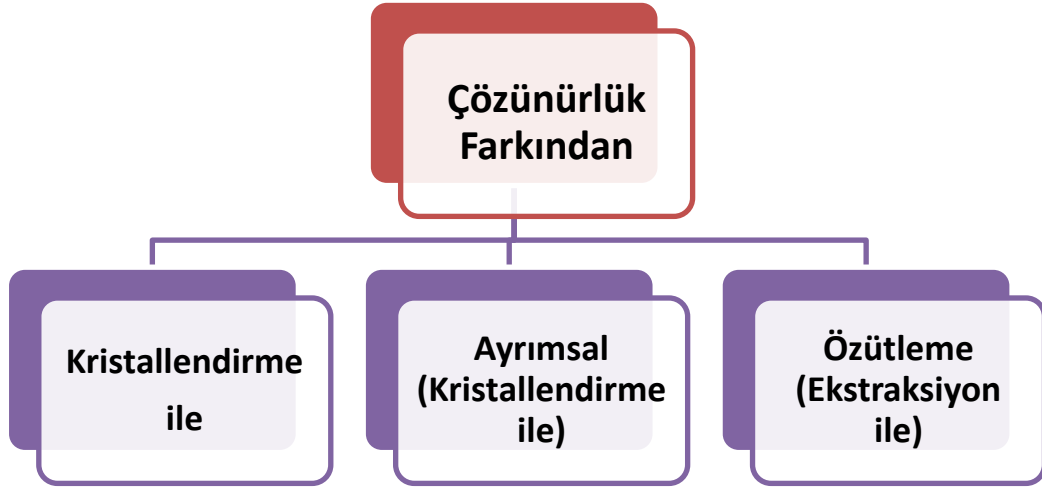 Çözünürlük
Farkından
Kristallendirme
ile
Ayrımsal
(Kristallendirme
ile)
Özütleme
(Ekstraksiyon
ile)